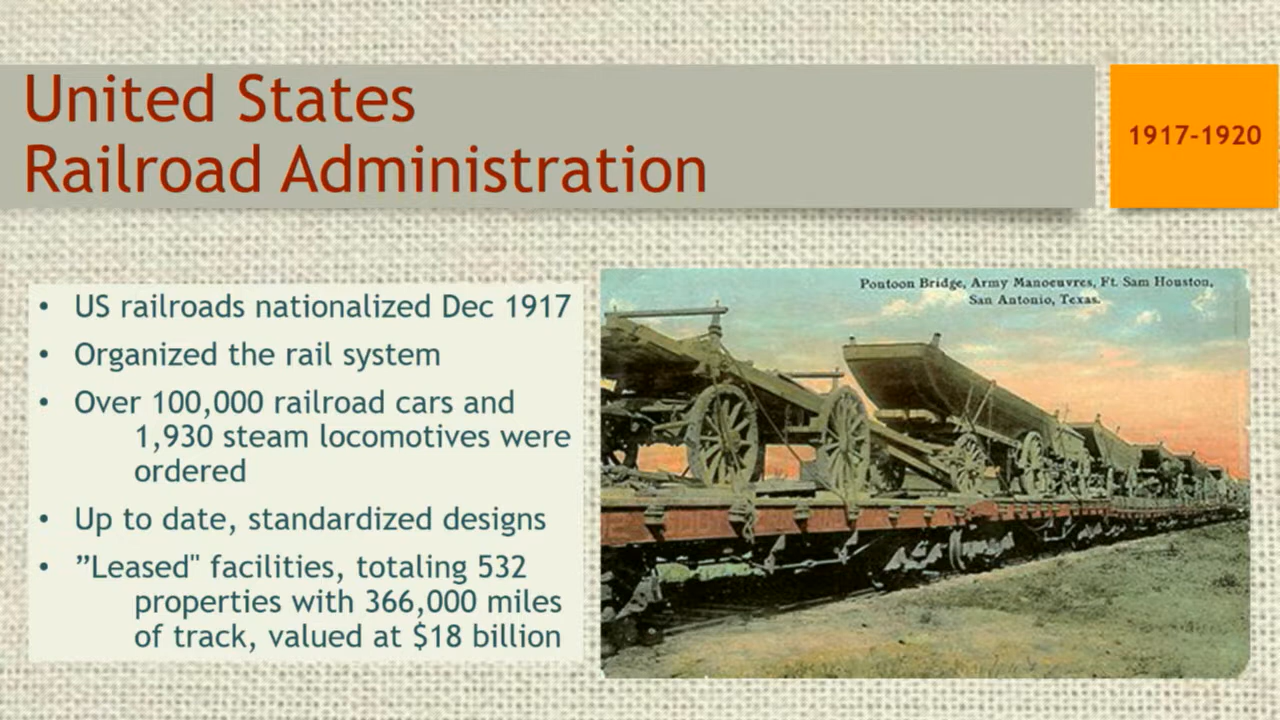 United States
Railroad Administration
1917-1920
• US railroads nationalized Dec 1917
• Organized the rail system
• Over 100,000 railroad cars and
1,930 steam locomotives were
ordered
• Up to date, standardized designs
• ”Leased" facilities, totaling 532
properties with 366,000 miles
of track, valued at $18 billion
Pontoon Bridge, Army Manoeuvres, Ft. Sam Houston,
San Antonio, Texas.